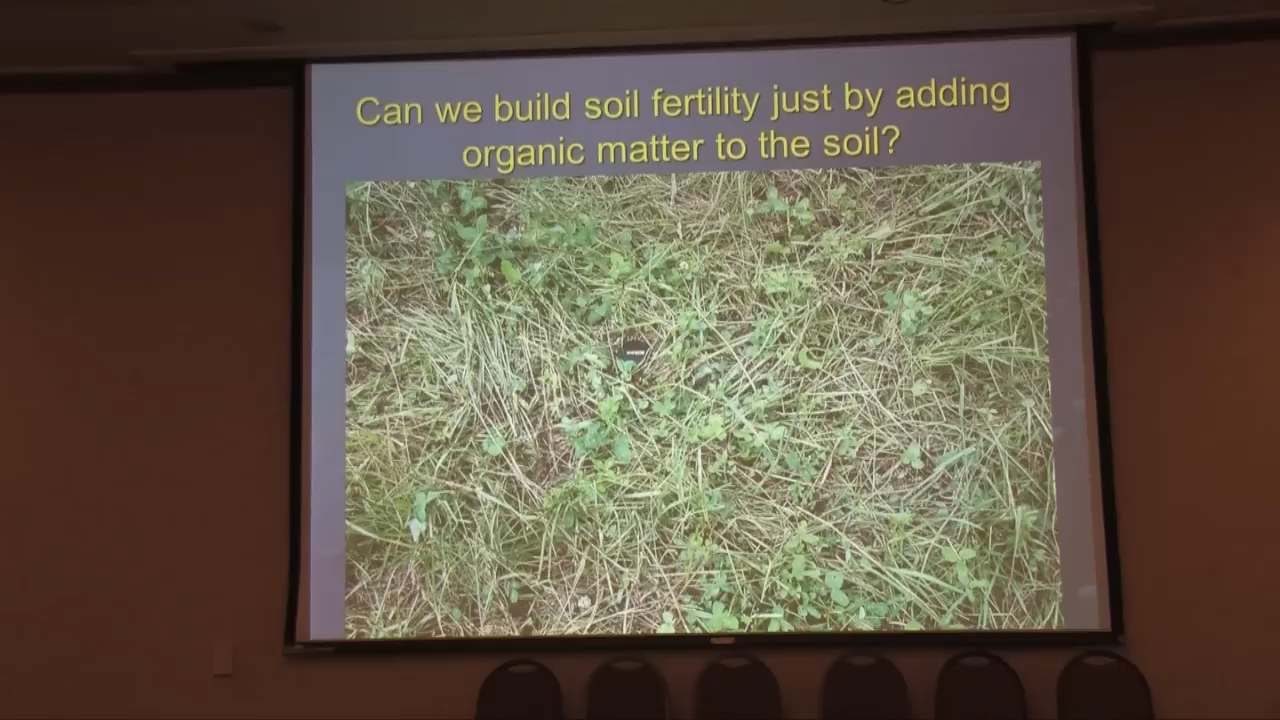 Can we build soil fertility just by adding
organic matter to the soil?